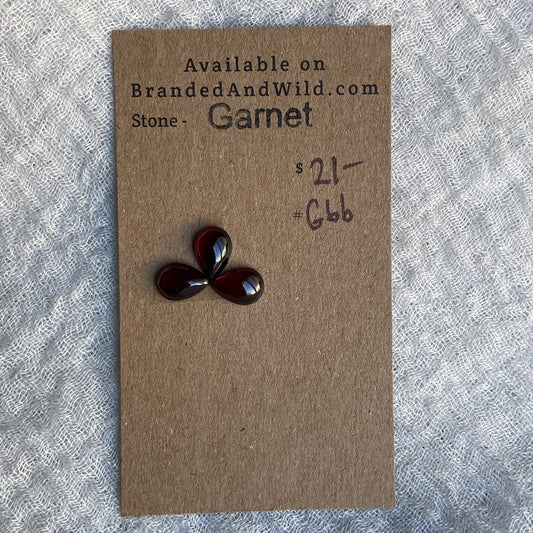 Available on
BrandedAndWild.com
Stone - Garnet
$ 21-
# G66